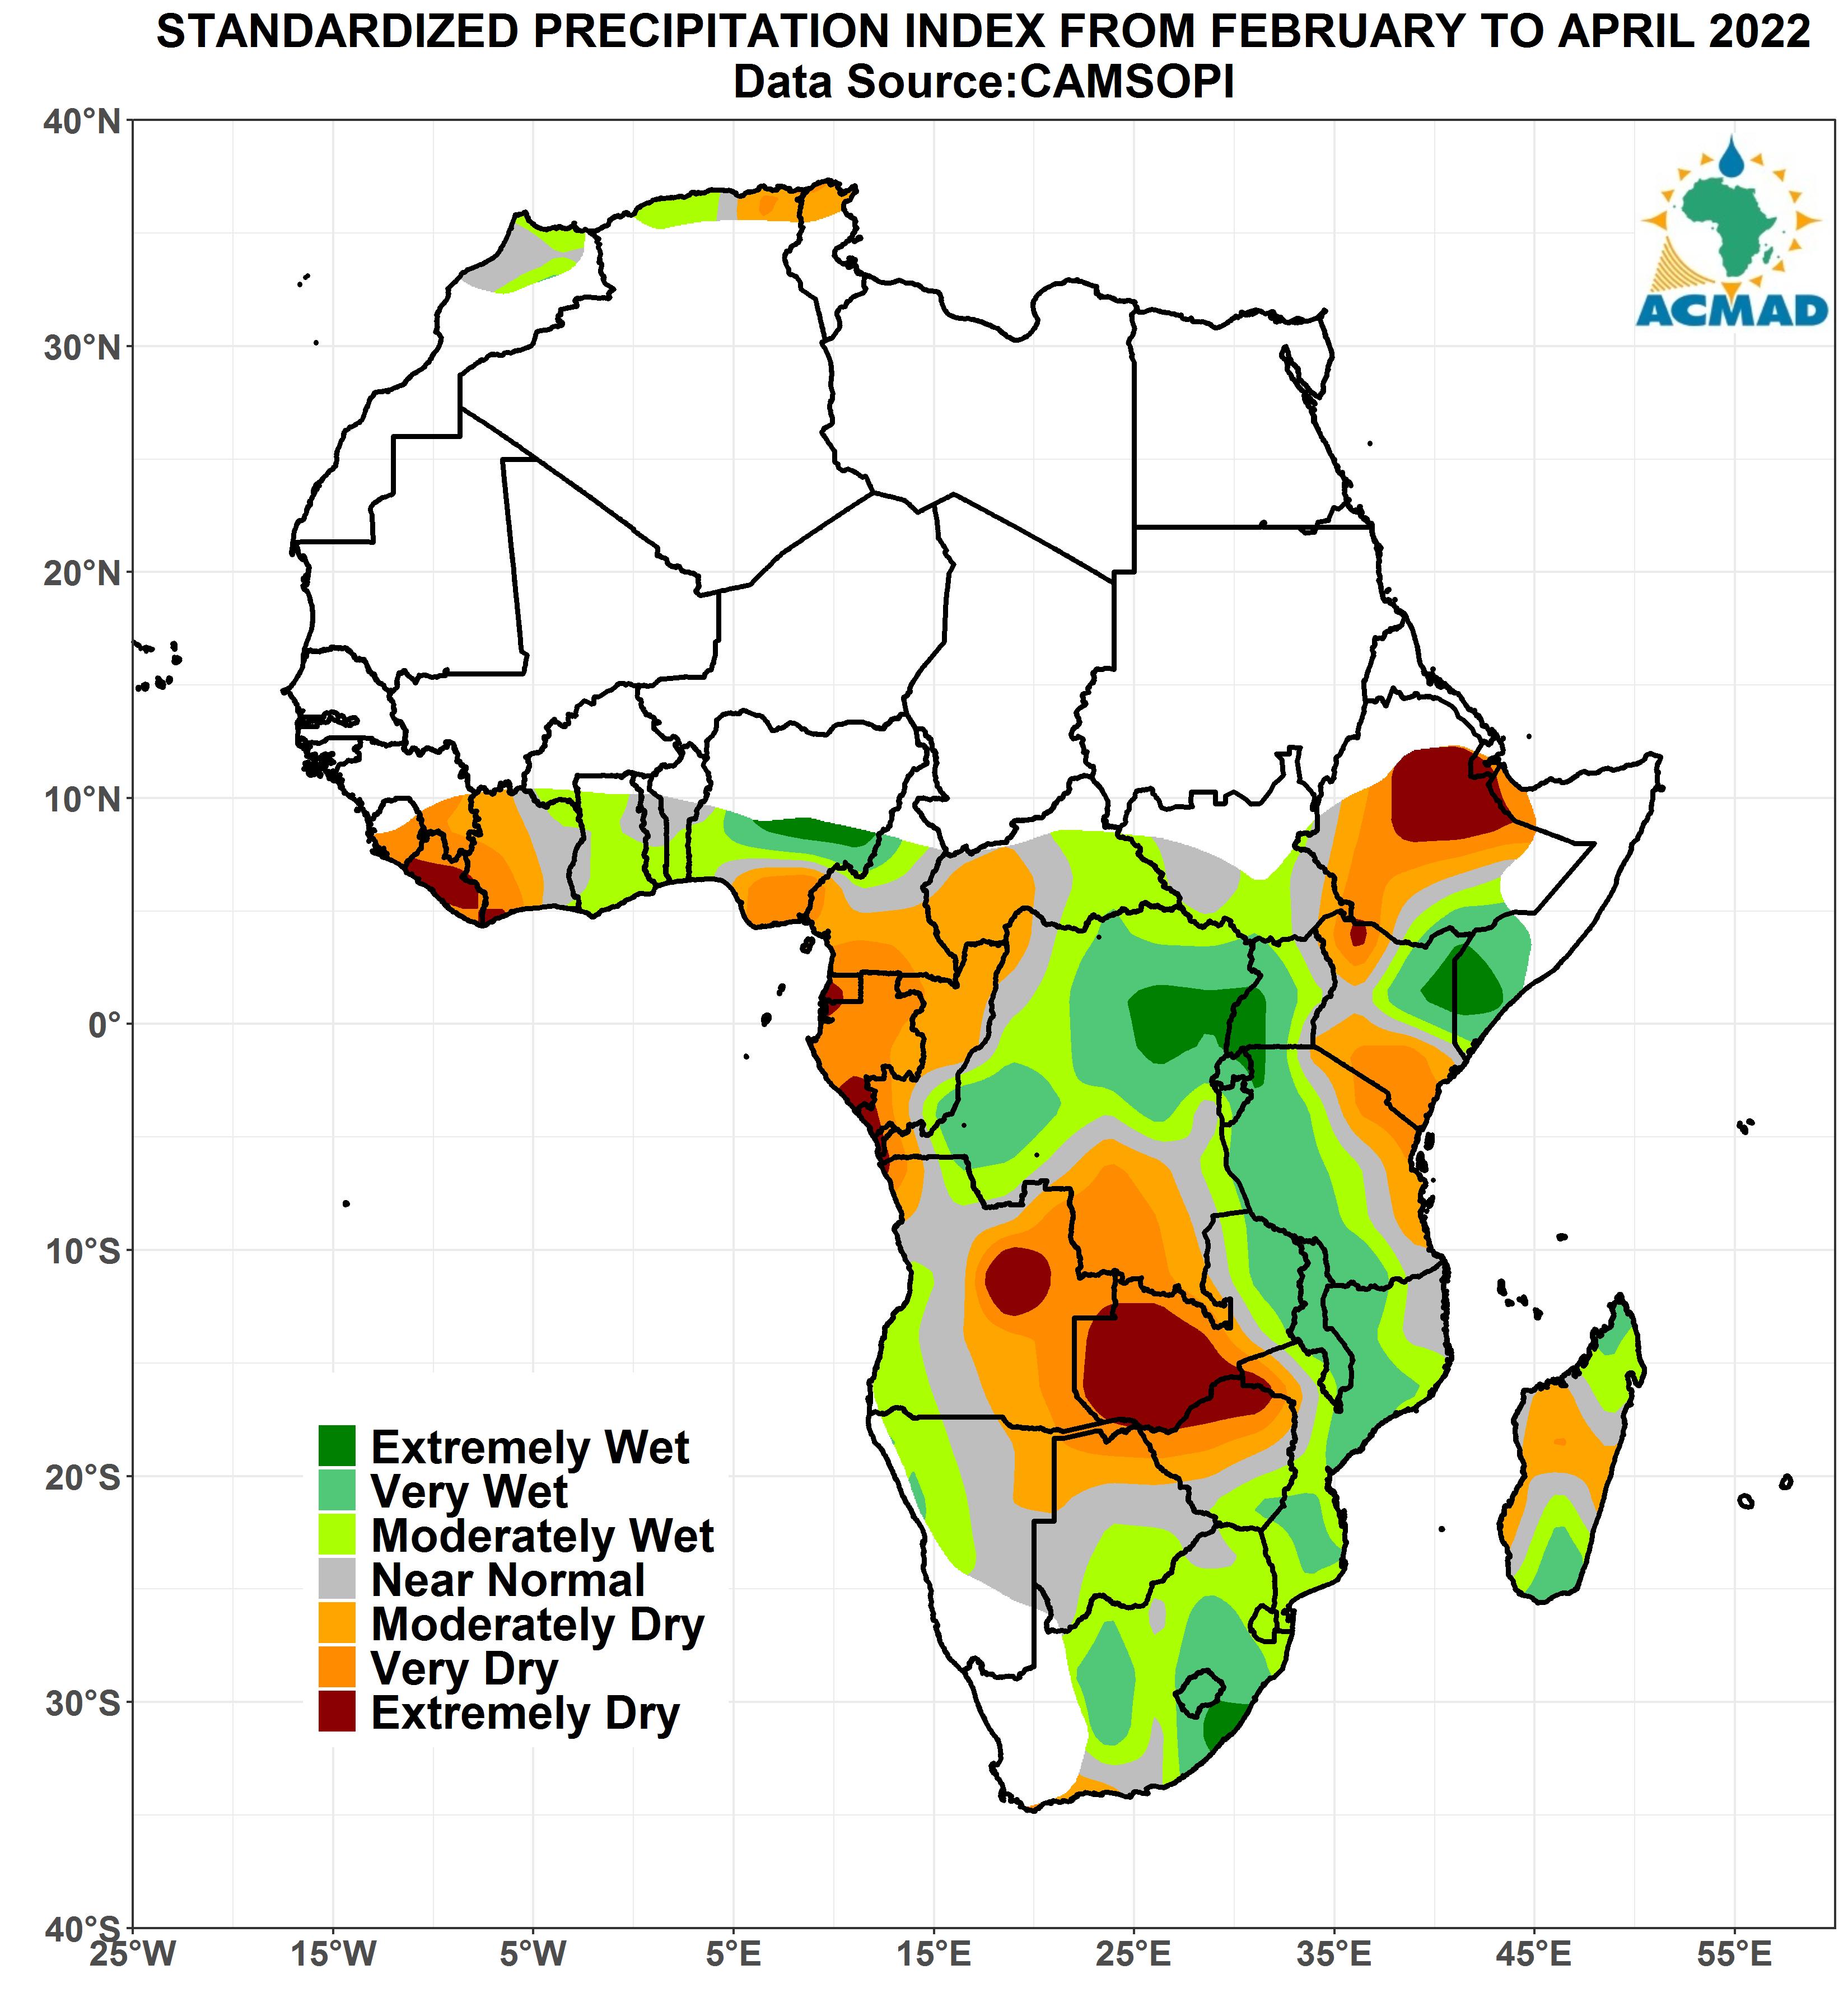 STANDARDIZED PRECIPITATION INDEX FROM FEBRUARY TO APRIL 2022
Data Source:CAMSOPI
40°N
30°N
20°N
10°N
0°
10°S
20°S
30°S
40°S
ACMAD
Extremely Wet
Very Wet
Moderately Wet
Near Normal
Moderately Dry
Very Dry
Extremely Dry
25°W 15°W 5°W 5°E 15°E 25°E 35°E 45°E 55°E